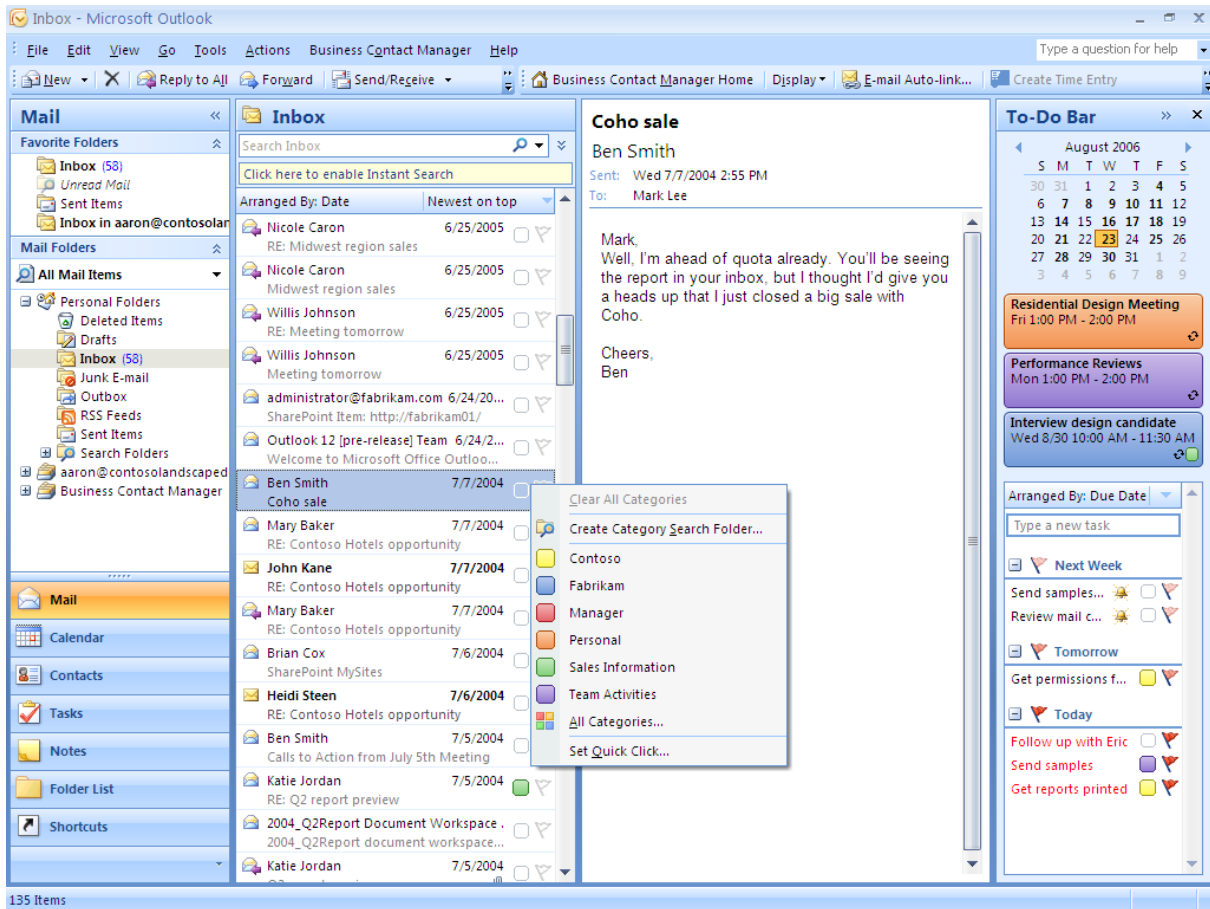 Inbox - Microsoft Outlook
File Edit View Go Tools Actions Business Contact Manager Help
Type a question for help
New Reply to All Forward Send/Receive Business Contact Manager Home Display E-mail Auto-link... Create Time Entry
Mail
Favorite Folders
Inbox (58)
Unread Mail
Sent Items
Inbox in aaron@contosolan
Mail Folders
All Mail Items
Personal Folders
Deleted Items
Drafts
Inbox (58)
Junk E-mail
Outbox
RSS Feeds
Sent Items
Search Folders
aaron@contosolandscaped
Business Contact Manager
Mail
Calendar
Contacts
Tasks
Notes
Folder List
Shortcuts
Inbox
Search Inbox
Click here to enable Instant Search
Arranged By: Date Newest on top
Nicole Caron 6/25/2005
RE: Midwest region sales
Nicole Caron 6/25/2005
Midwest region sales
Willis Johnson 6/25/2005
RE: Meeting tomorrow
Willis Johnson 6/25/2005
Meeting tomorrow
administrator@fabrikam.com 6/24/20...
SharePoint Item: http://fabrikam01/
Outlook 12 [pre-release] Team 6/24/2...
Welcome to Microsoft Office Outloo...
Ben Smith 7/7/2004
Coho sale
Mary Baker 7/7/2004
RE: Contoso Hotels opportunity
John Kane 7/7/2004
RE: Contoso Hotels opportunity
Mary Baker 7/7/2004
RE: Contoso Hotels opportunity
Brian Cox 7/6/2004
SharePoint MySites
Heidi Steen 7/6/2004
RE: Contoso Hotels opportunity
Ben Smith 7/5/2004
Calls to Action from July 5th Meeting
Katie Jordan 7/5/2004
RE: Q2 report preview
2004_Q2Report Document Workspace .
2004_Q2Report document workspace...
Katie Jordan 7/5/2004
Clear All Categories
Create Category Search Folder...
Contoso
Fabrikam
Manager
Personal
Sales Information
Team Activities
All Categories...
Set Quick Click...
Coho sale
Ben Smith
Sent: Wed 7/7/2004 2:55 PM
To: Mark Lee
Mark,
Well, I'm ahead of quota already. You'll be seeing
the report in your inbox, but I thought I'd give you
a heads up that I just closed a big sale with
Coho.
Cheers,
Ben
To-Do Bar
August 2006
S M T W T F S
30 31 1 2 3 4 5
6 7 8 9 10 11 12
13 14 15 16 17 18 19
20 21 22 23 24 25 26
27 28 29 30 31 1 2
3 4 5 6 7 8 9
Residential Design Meeting
Fri 1:00 PM - 2:00 PM
Performance Reviews
Mon 1:00 PM - 2:00 PM
Interview design candidate
Wed 8/30 10:00 AM - 11:30 AM
Arranged By: Due Date
Type a new task
Next Week
Send samples...
Review mail c...
Tomorrow
Get permissions f...
Today
Follow up with Eric
Send samples
Get reports printed
135 Items